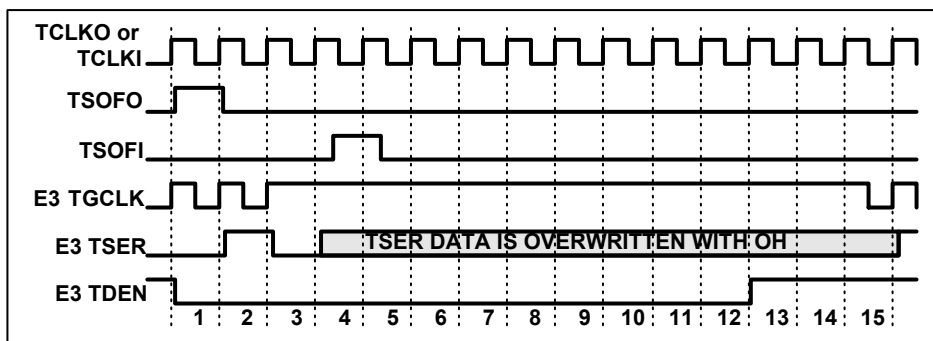 TCLKO or
TCLKI
TSOFO
TSOFI
E3 TGCLK
E3 TSER
TSER DATA IS OVERWRITTEN WITH OH
E3 TDEN
1 2 3 4 5 6 7 8 9 10 11 12 13 14 15